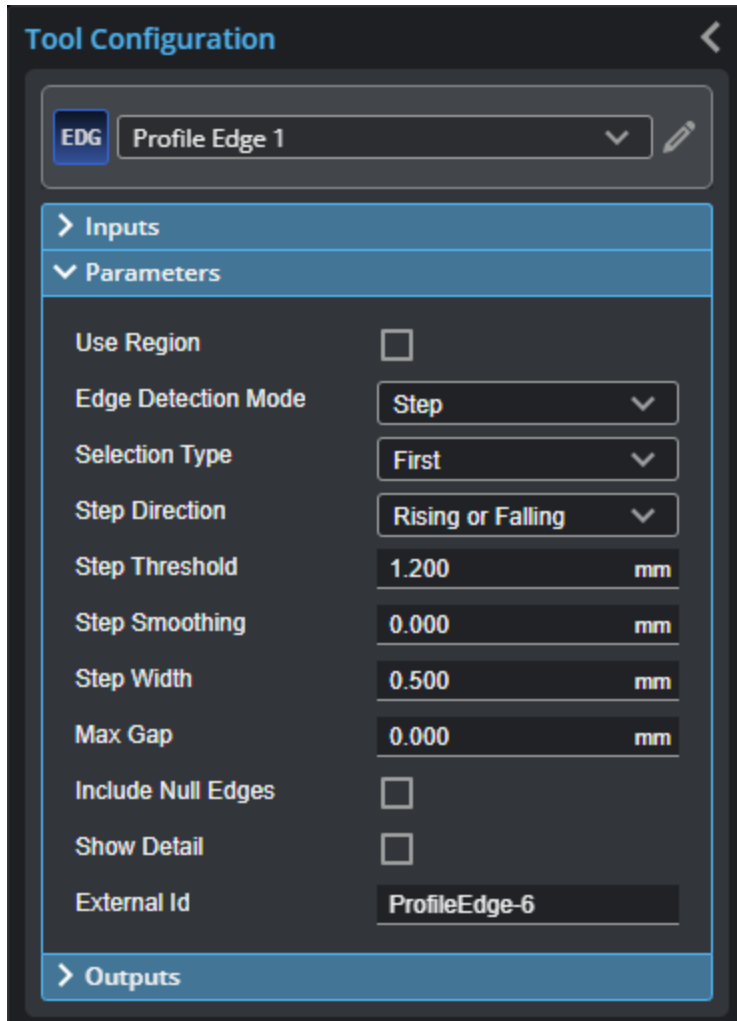 Tool Configuration
EDG Profile Edge 1
Inputs
Parameters
Use Region
Edge Detection Mode Step
Selection Type First
Step Direction Rising or Falling
Step Threshold 1.200 mm
Step Smoothing 0.000 mm
Step Width 0.500 mm
Max Gap 0.000 mm
Include Null Edges
Show Detail
External Id ProfileEdge-6
Outputs